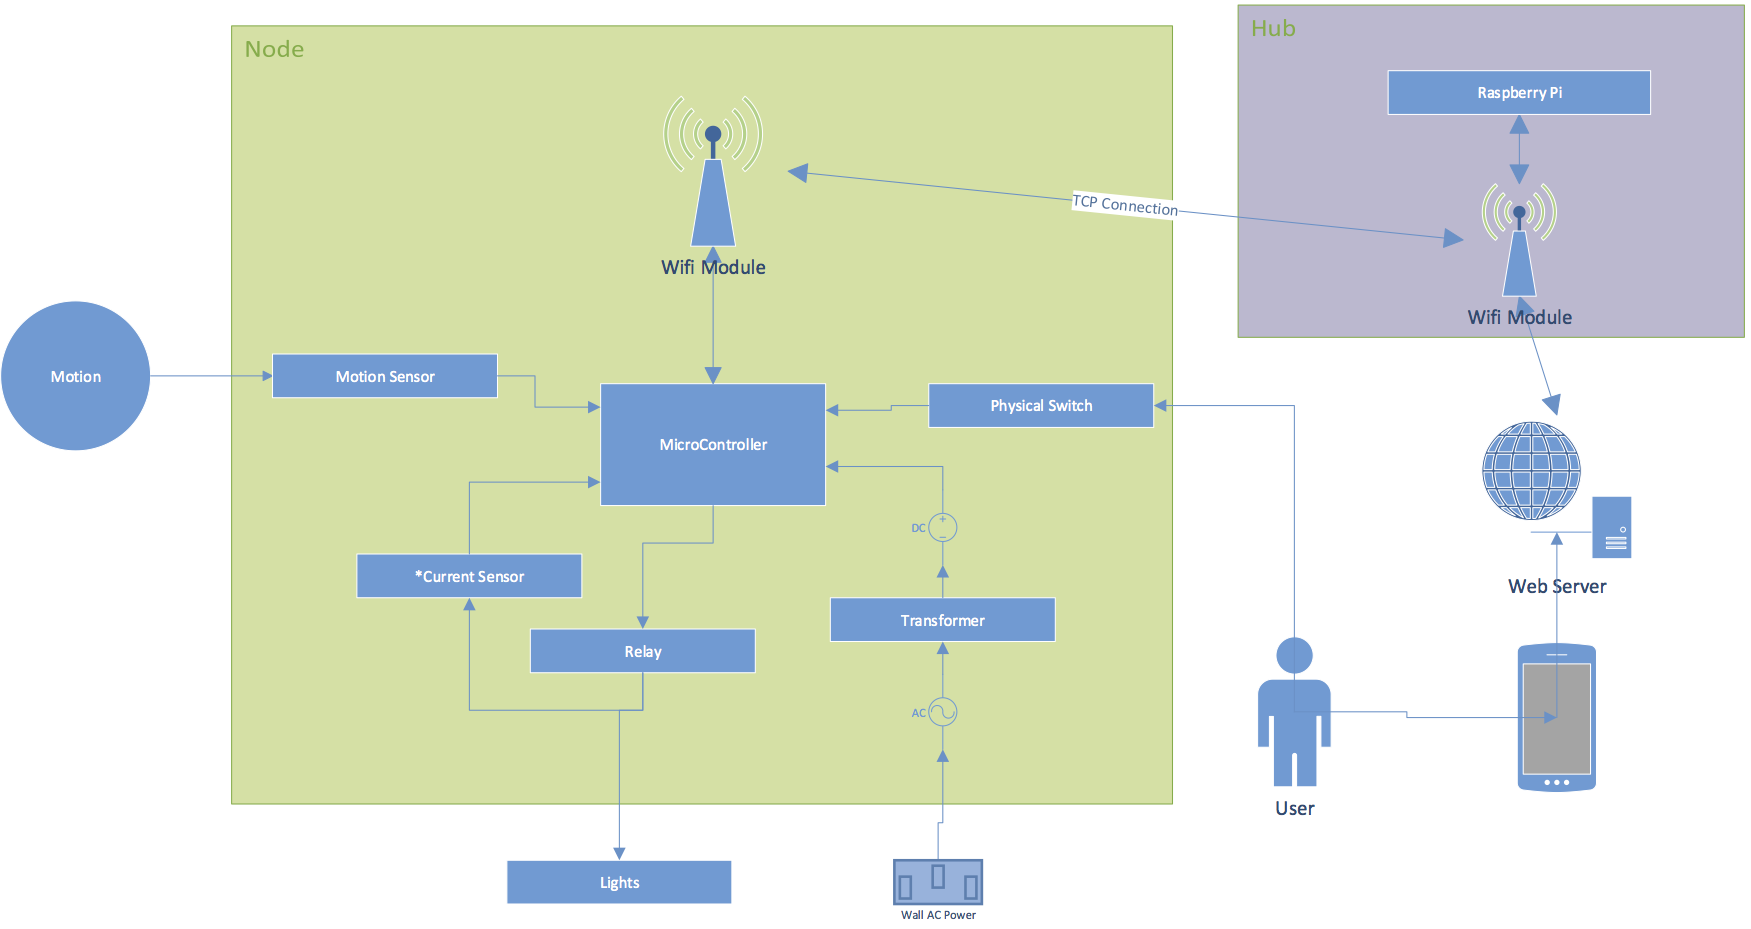 Node
Hub
Raspberry Pi
TCP Connection
Wifi Module
Wifi Module
Motion
Motion Sensor
MicroController
Physical Switch
DC
*Current Sensor
Transformer
Web Server
Relay
AC
User
Lights
Wall AC Power